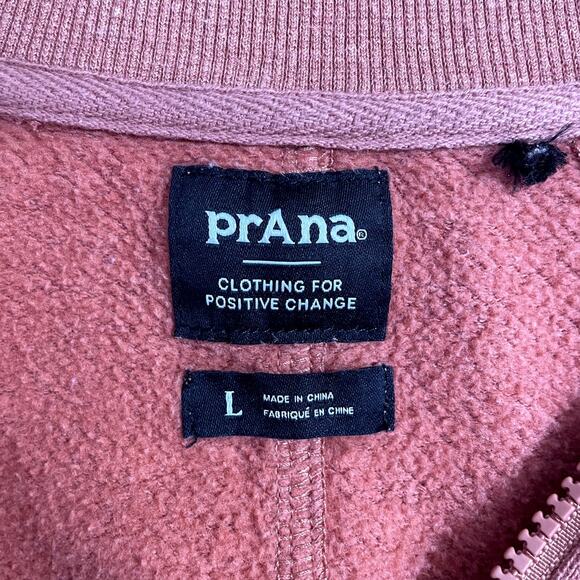 prAna®
CLOTHING FOR
POSITIVE CHANGE
L
MADE IN CHINA
FABRIQUÉ EN CHINE